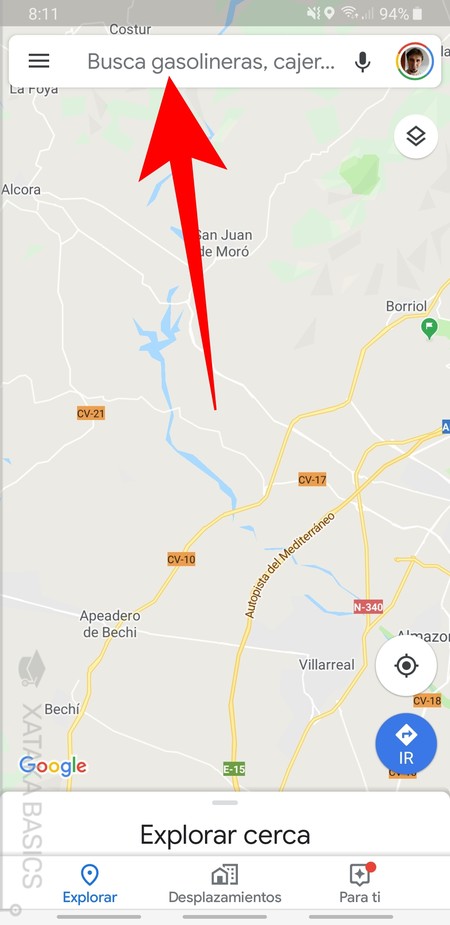 8:11
94%
Costur
Busca gasolineras, cajer...
La Foya
Alcora
San Juan
de Moró
Borriol
CV-21
CV-17
CV-10
Autopista del Mediterráneo
N-340
Apeadero
de Bechi
Almazor
Villarreal
CV-18
Bechí
IR
Google
E-15
XATAKA BASICS
Explorar cerca
Explorar
Desplazamientos
Para ti